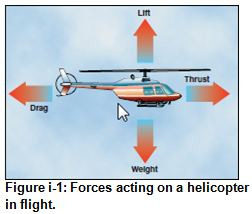 Lift
Thrust
Drag
Weight
Figure i-1: Forces acting on a helicopter
in flight.